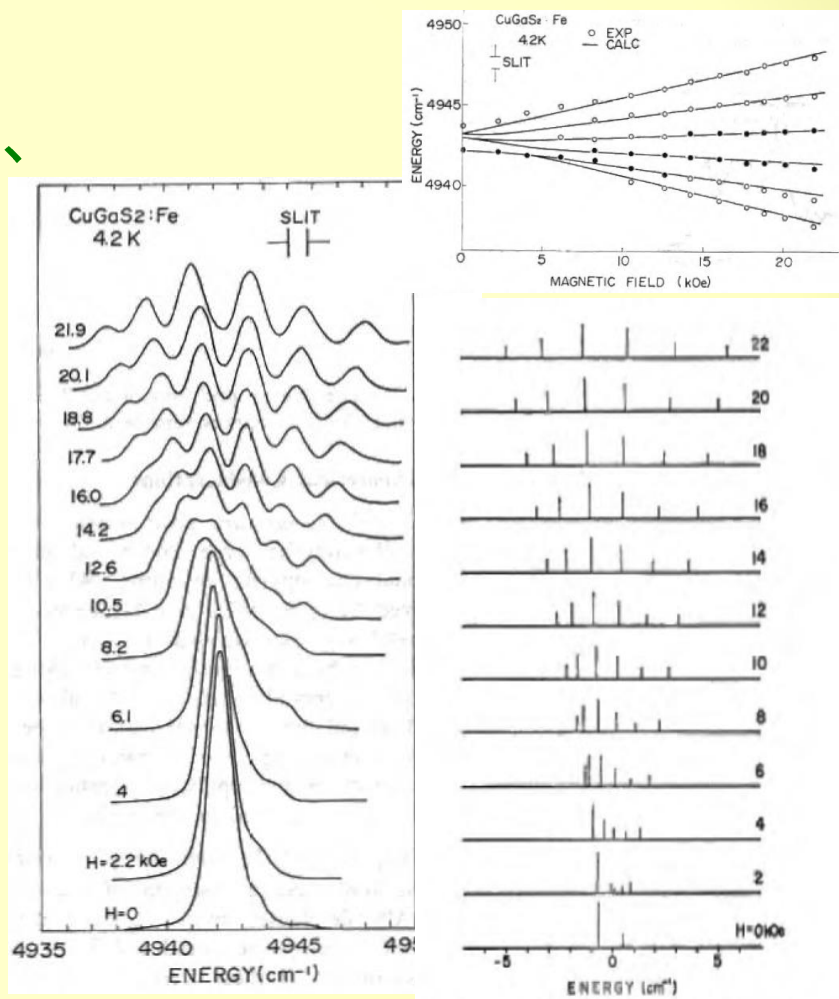 CuGaS2:Fe
4.2K
SLIT
21.9
20.1
18.8
17.7
16.0
14.2
12.6
10.5
8.2
6.1
4
H=2.2 kOe
H=0
4935
4940
4945
495
ENERGY(cm⁻¹)
CuGaS2 · Fe
4.2K
SLIT
○ EXP
— CALC
4950
4945
4940
ENERGY (cm⁻¹)
0
5
10
15
20
MAGNETIC FIELD (kOe)
22
20
18
16
14
12
10
8
6
4
2
H=0kOe
-5
0
5
ENERGY (cm⁻¹)